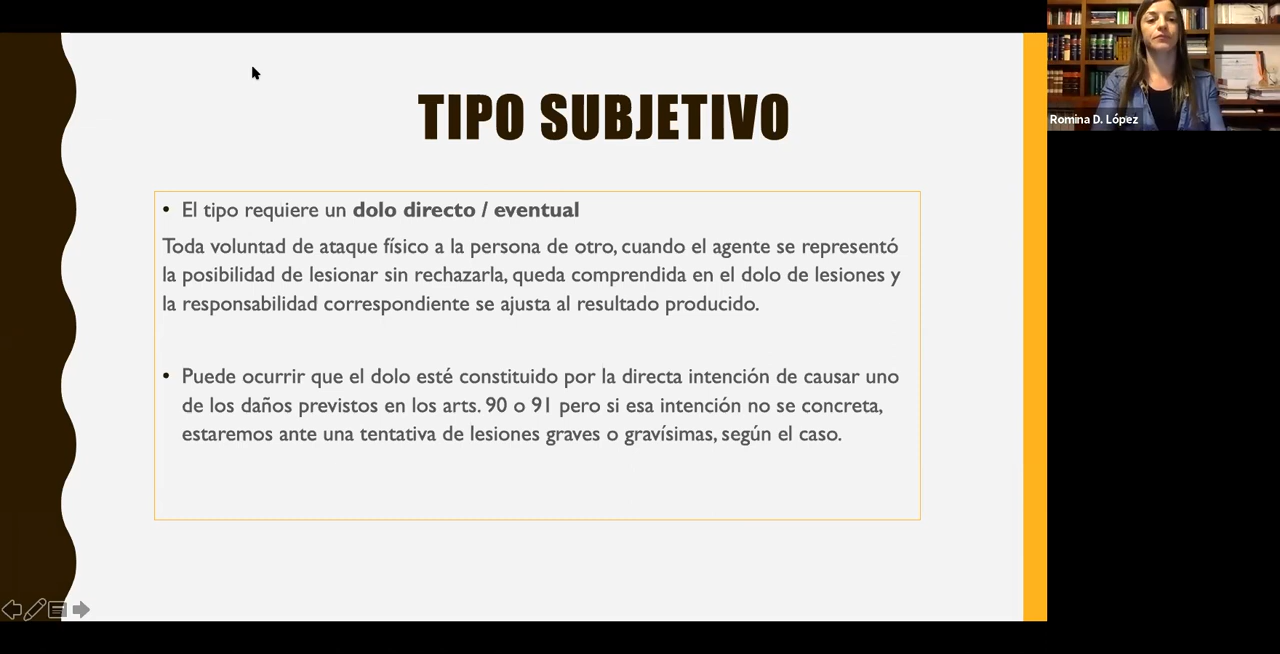 TIPO SUBJETIVO
• El tipo requiere un dolo directo / eventual
Toda voluntad de ataque físico a la persona de otro, cuando el agente se representó
la posibilidad de lesionar sin rechazarla, queda comprendida en el dolo de lesiones y
la responsabilidad correspondiente se ajusta al resultado producido.
• Puede ocurrir que el dolo esté constituido por la directa intención de causar uno
de los daños previstos en los arts. 90 o 91 pero si esa intención no se concreta,
estaremos ante una tentativa de lesiones graves o gravísimas, según el caso.
Romina D. López